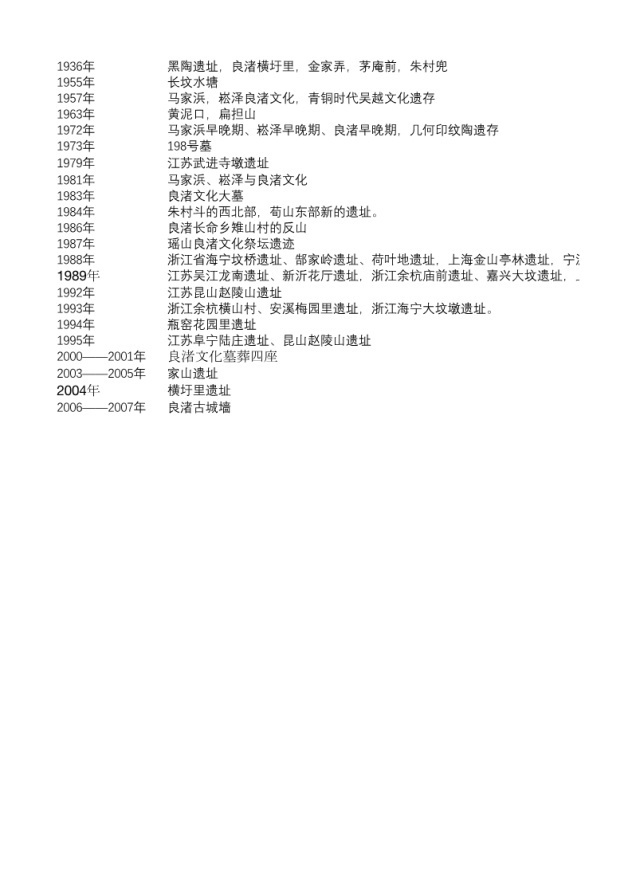 1936年 黑陶遗址，良渚横圩里，金家弄，茅庵前，朱村兜
1955年 长坟水塘
1957年 马家浜，崧泽良渚文化，青铜时代吴越文化遗存
1963年 黄泥口，扁担山
1972年 马家浜早晚期、崧泽早晚期、良渚早晚期，几何印纹陶遗存
1973年 198号墓
1979年 江苏武进寺墩遗址
1981年 马家浜、崧泽与良渚文化
1983年 良渚文化大墓
1984年 朱村斗的西北部，荀山东部新的遗址。
1986年 良渚长命乡雉山村的反山
1987年 瑶山良渚文化祭坛遗迹
1988年 浙江省海宁坟桥遗址、郜家岭遗址、荷叶地遗址，上海金山亭林遗址，宁
1989年 江苏吴江龙南遗址、新沂花厅遗址，浙江余杭庙前遗址、嘉兴大坟遗址，
1992年 江苏昆山赵陵山遗址
1993年 浙江余杭横山村、安溪梅园里遗址，浙江海宁大坟墩遗址。
1994年 瓶窑花园里遗址
1995年 江苏阜宁陆庄遗址、昆山赵陵山遗址
2000——2001年 良渚文化墓葬四座
2003——2005年 家山遗址
2004年 横圩里遗址
2006——2007年 良渚古城墙